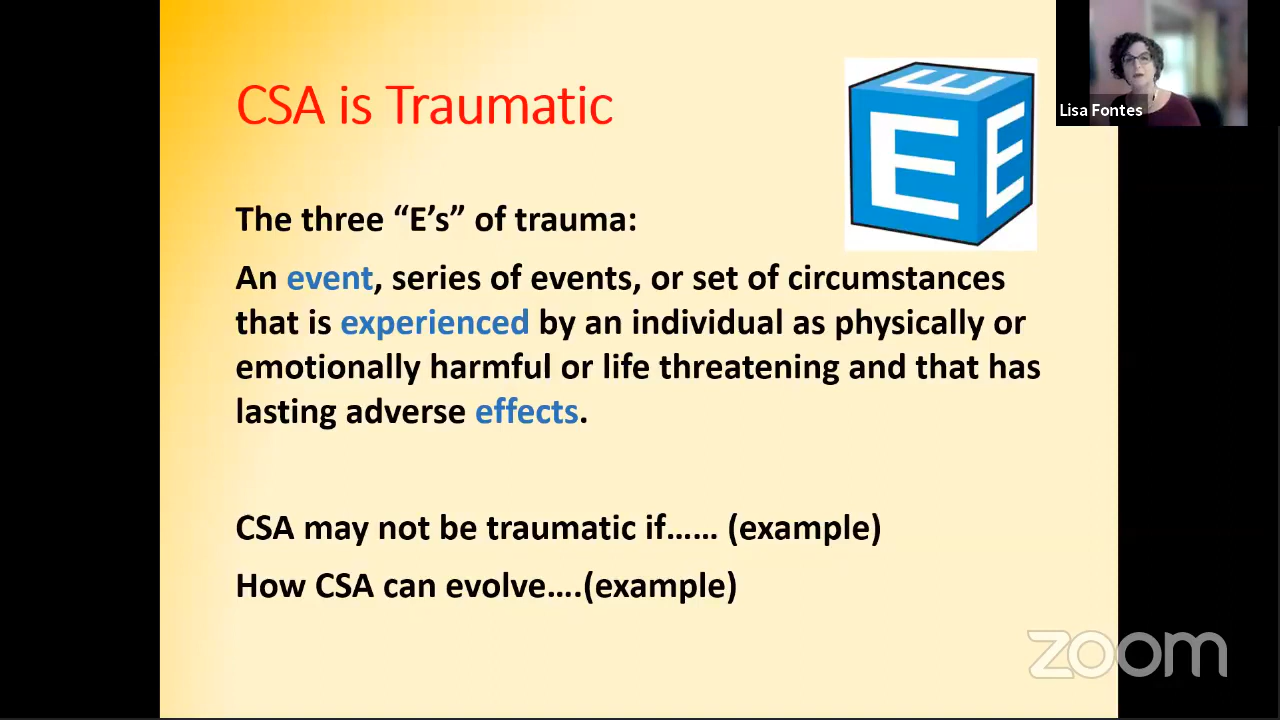 CSA is Traumatic
E
E
E
Lisa Fontes
The three “E’s” of trauma:
An event, series of events, or set of circumstances
that is experienced by an individual as physically or
emotionally harmful or life threatening and that has
lasting adverse effects.
CSA may not be traumatic if…… (example)
How CSA can evolve….(example)
zoom